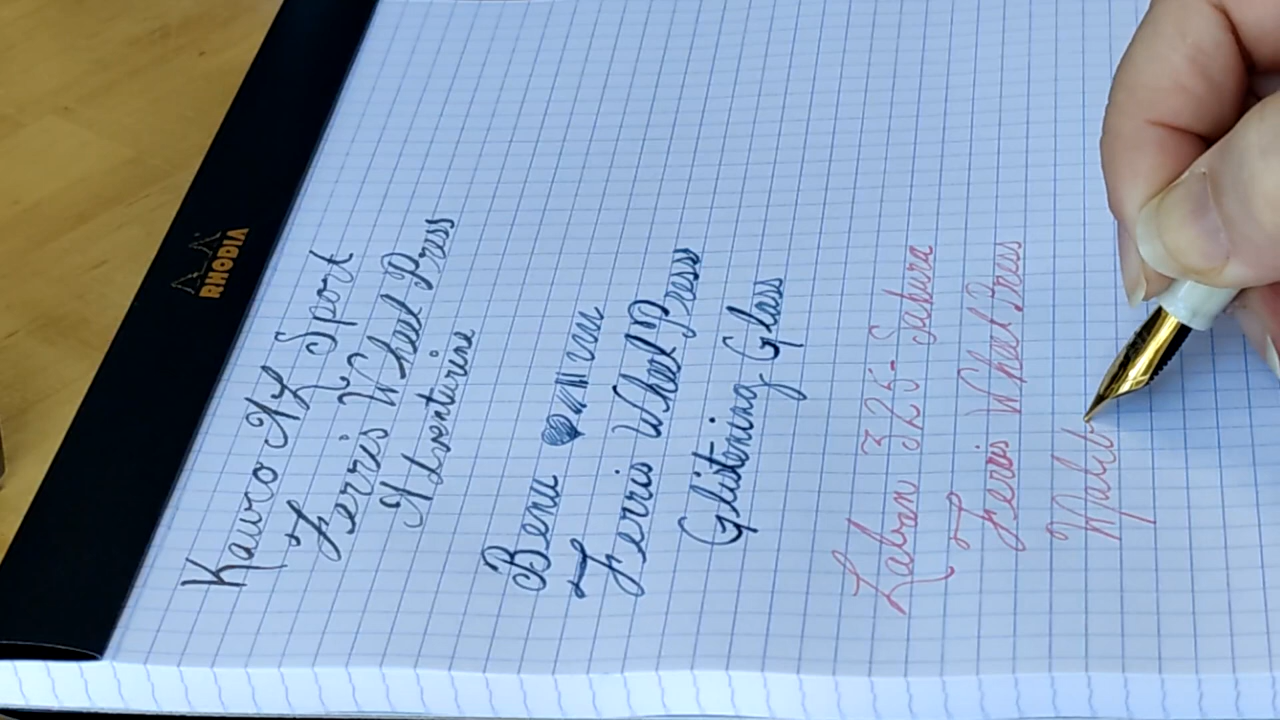 RHODIA
Kaweco AL Sport
Ferris Wheel Press
Adventurine
Benu
Ferris Wheel Press
Glistening Glass
Laban 325 - Sakura
Ferris Wheel Press